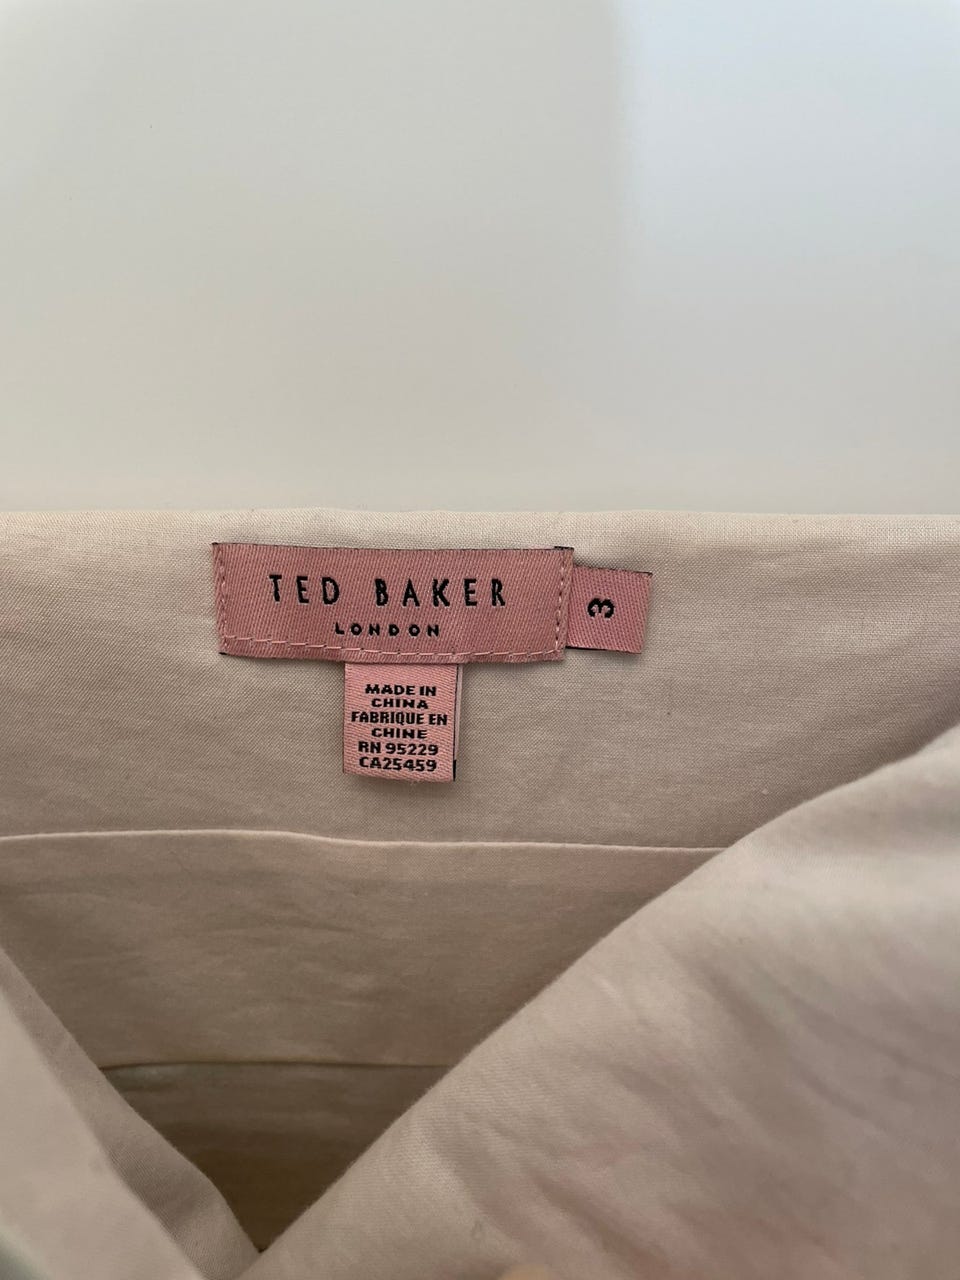 TED BAKER
LONDON
3
MADE IN
CHINA
FABRIQUE EN
CHINE
RN 95229
CA25459